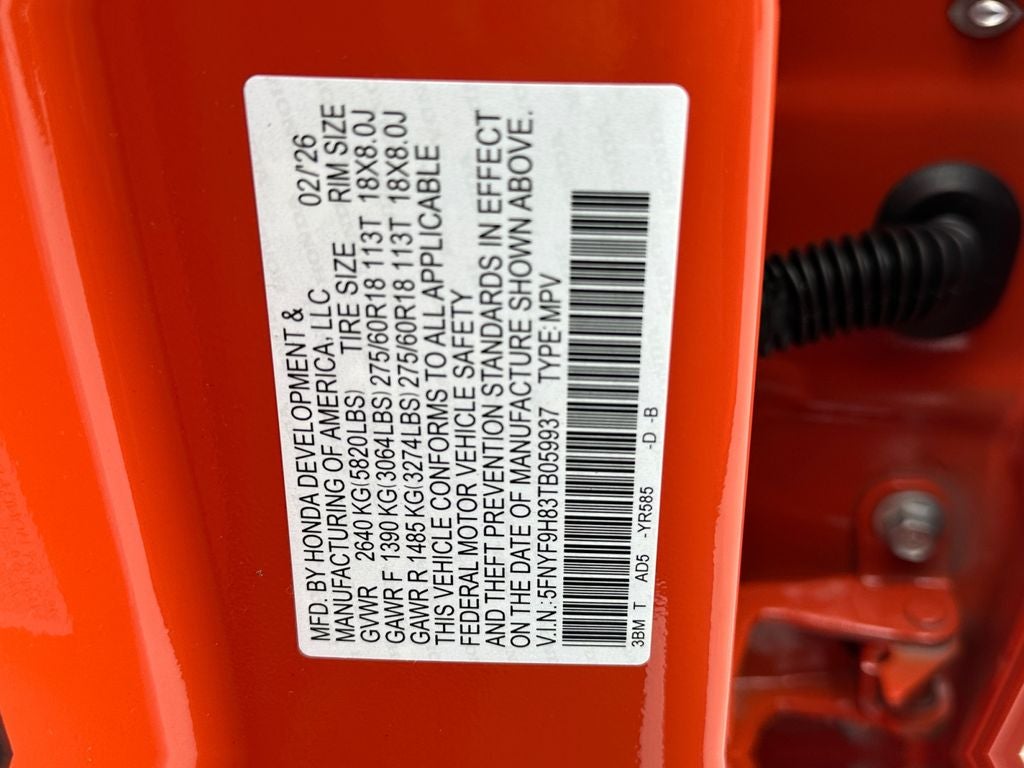 MFD. BY HONDA DEVELOPMENT &
MANUFACTURING OF AMERICA, LLC 02/'26
GVWR 2640 KG(5820LBS) TIRE SIZE RIM SIZE
GAWR F 1390 KG(3064LBS) 275/60R18 113T 18X8.0J
GAWR R 1485 KG(3274LBS) 275/60R18 113T 18X8.0J
THIS VEHICLE CONFORMS TO ALL APPLICABLE
FEDERAL MOTOR VEHICLE SAFETY
AND THEFT PREVENTION STANDARDS IN EFFECT
ON THE DATE OF MANUFACTURE SHOWN ABOVE.
V.I.N.:5FNYF9H83TB059937 TYPE:MPV
3BM T AD5 -YR585 -D -B